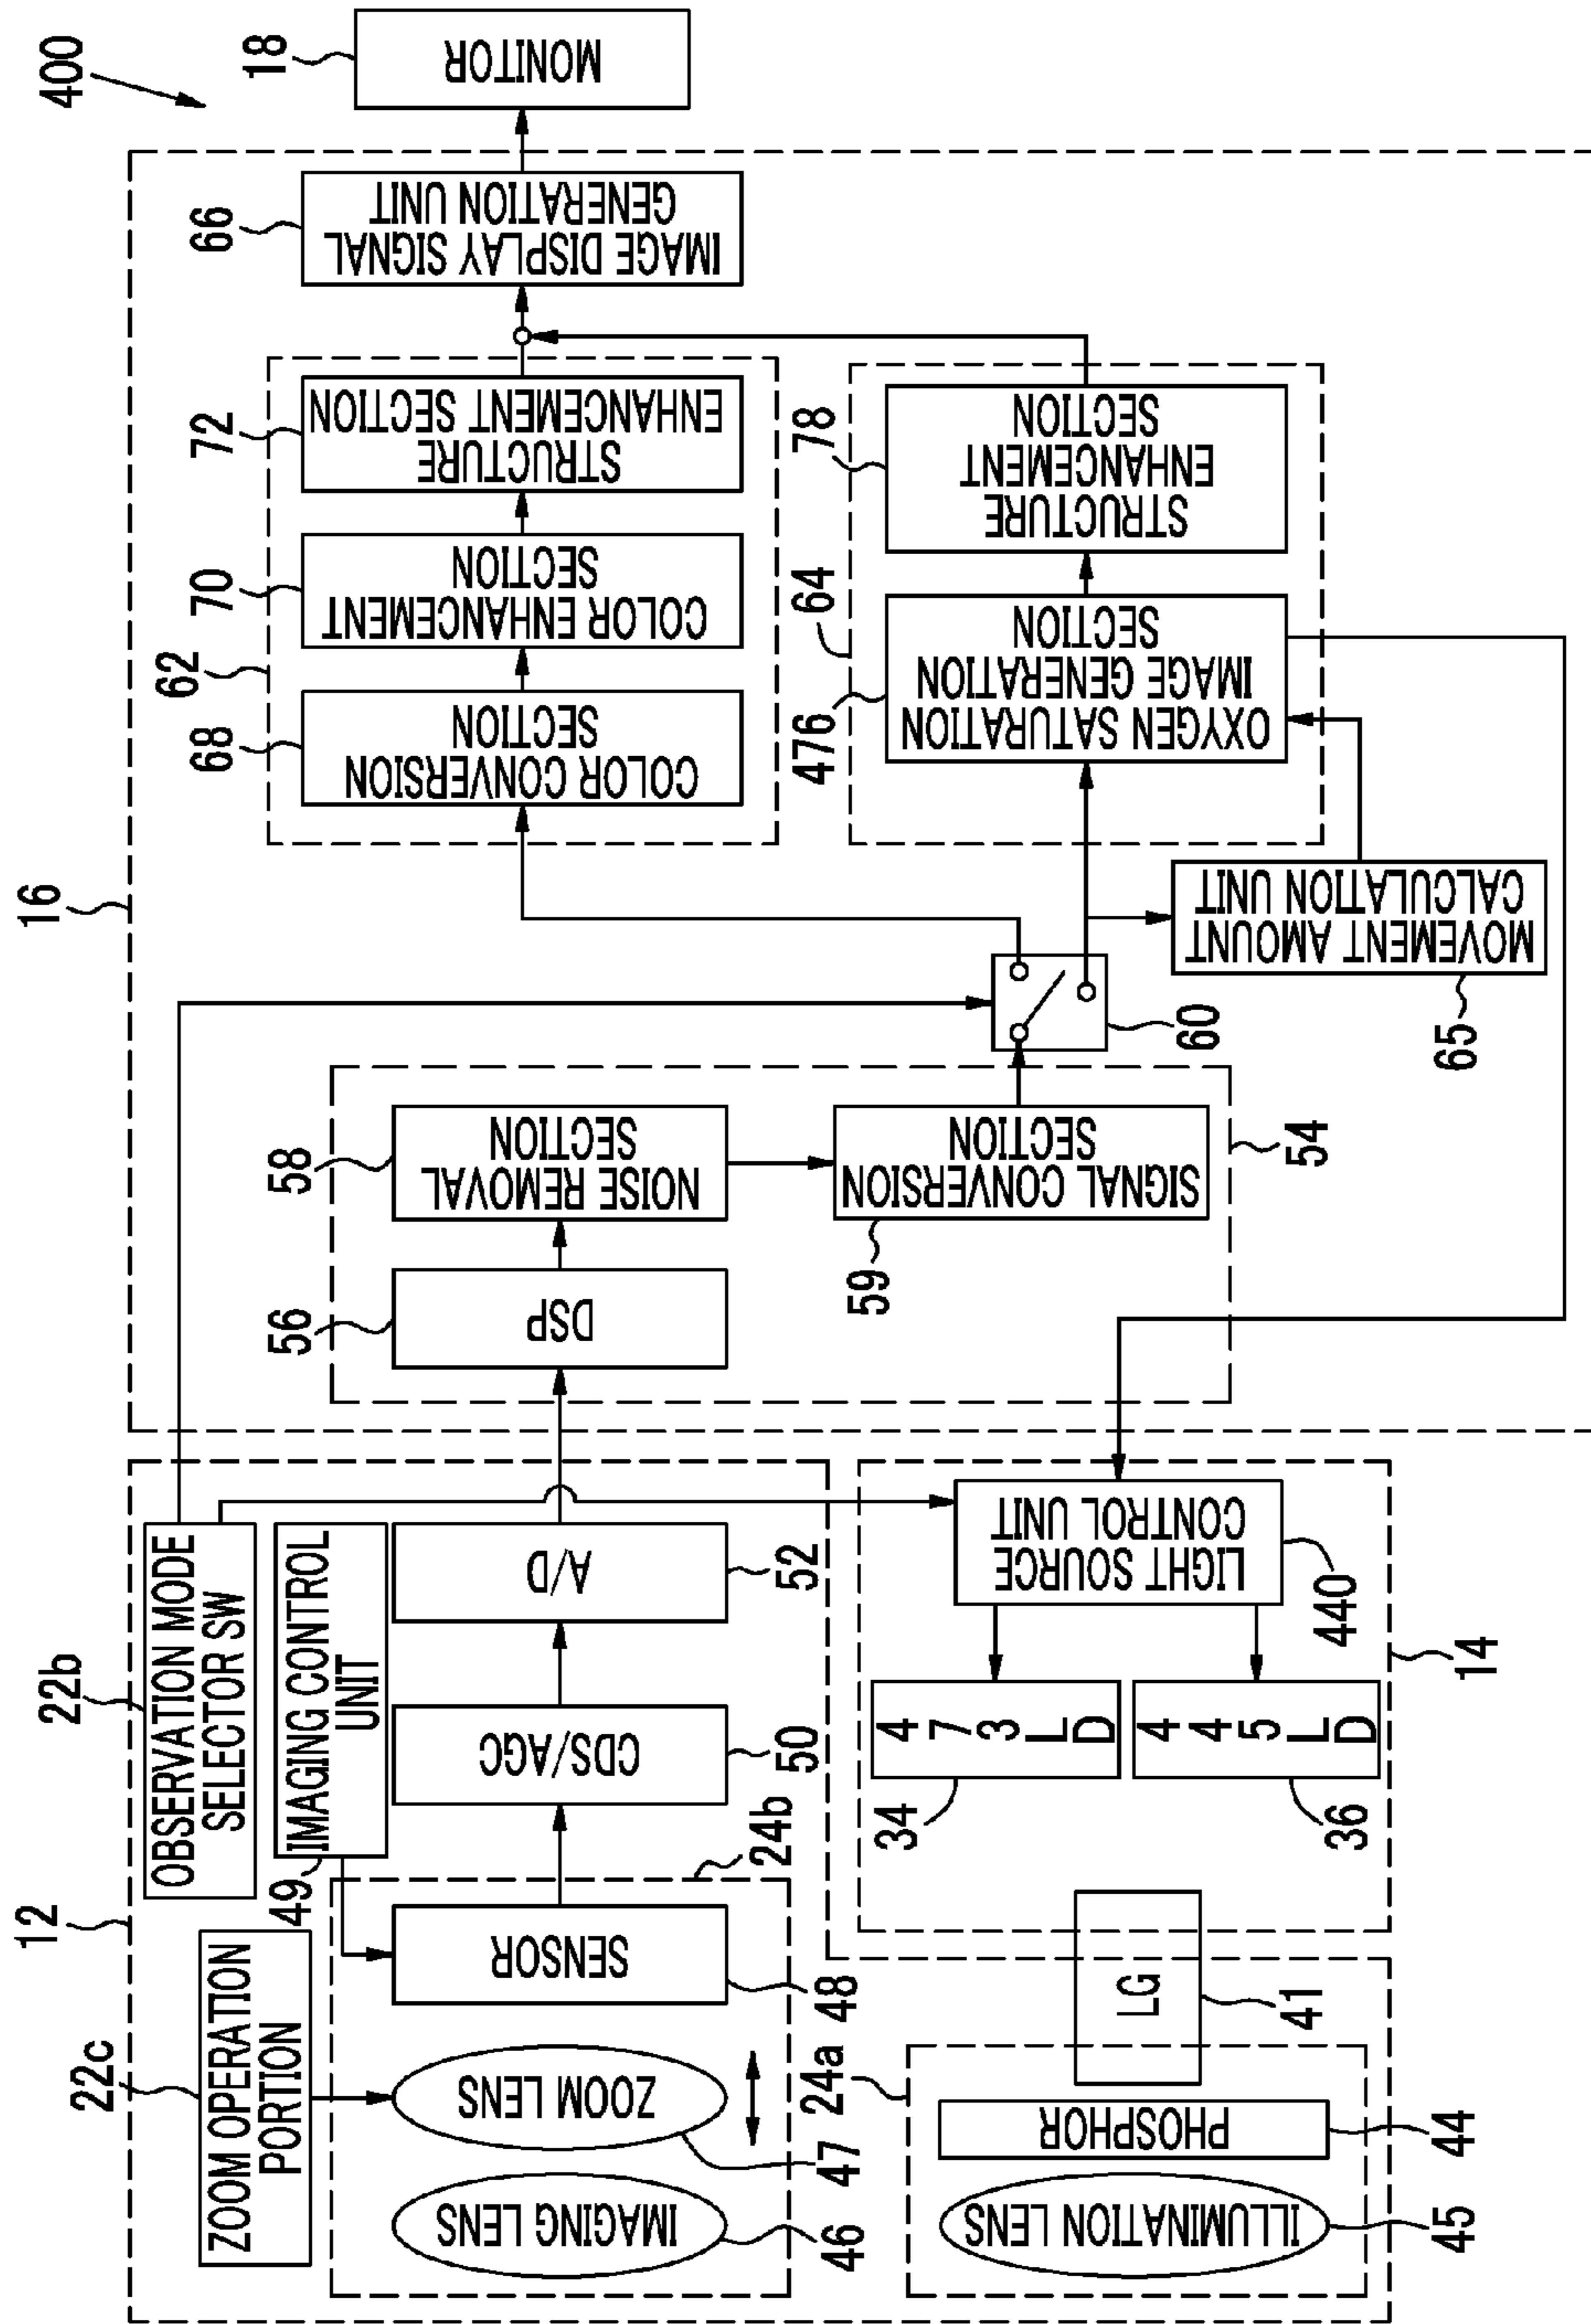 400
12
22c
ZOOM OPERATION
PORTION
22b
OBSERVATION MODE
SELECTOR SW
49
IMAGING CONTROL
UNIT
IMAGING LENS
46
ZOOM LENS
47
SENSOR
48
24b
CDS/AGC
50
A/D
52
24a
ILLUMINATION LENS
45
PHOSPHOR
44
LG
41
34
473LD
36
445LD
LIGHT SOURCE
CONTROL UNIT
440
14
16
56
DSP
58
NOISE REMOVAL
SECTION
59
SIGNAL CONVERSION
SECTION
54
60
62
68
COLOR CONVERSION
SECTION
70
COLOR ENHANCEMENT
SECTION
72
STRUCTURE
ENHANCEMENT SECTION
64
476
OXYGEN SATURATION
IMAGE GENERATION
SECTION
78
STRUCTURE
ENHANCEMENT
SECTION
65
MOVEMENT AMOUNT
CALCULATION UNIT
66
IMAGE DISPLAY SIGNAL
GENERATION UNIT
18
MONITOR